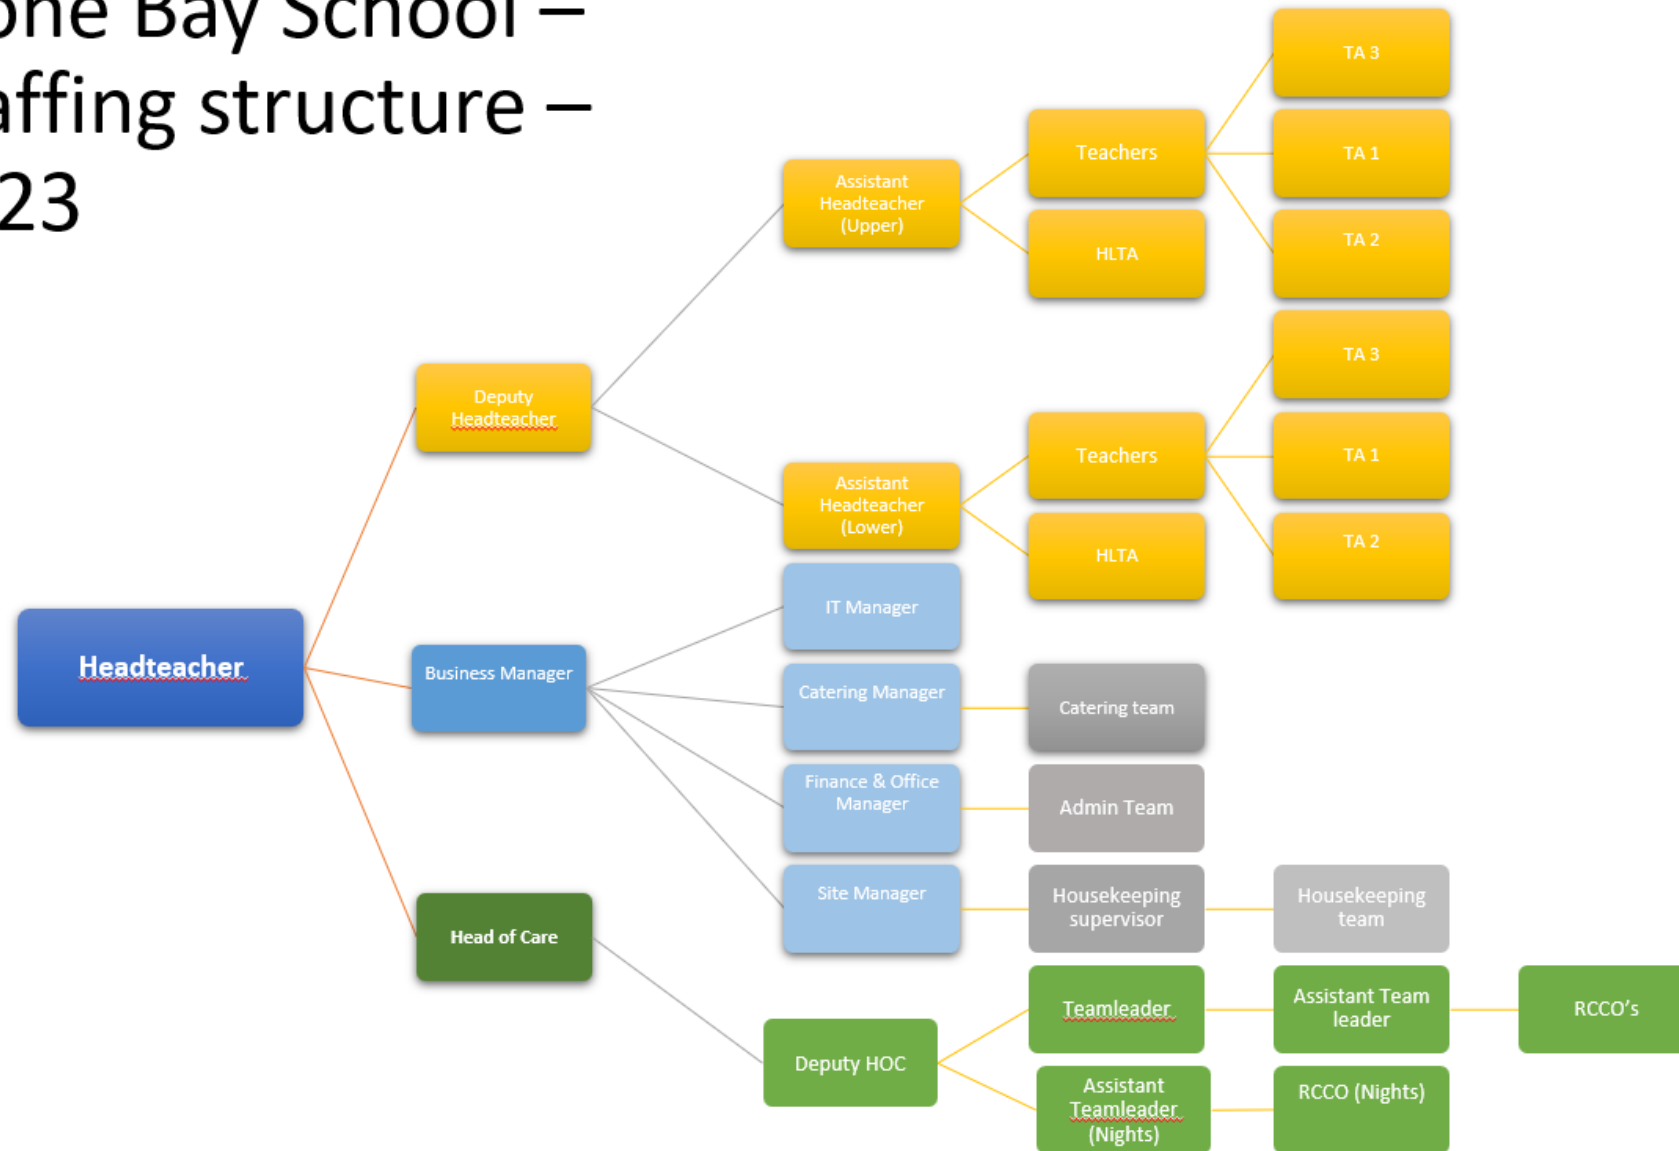 one Bay School –
affing structure –
23
TA 3
Teachers
TA 1
Assistant
Headteacher
(Upper)
HLTA
TA 2
Deputy
Headteacher
TA 3
Teachers
TA 1
Assistant
Headteacher
(Lower)
HLTA
TA 2
Headteacher
Business Manager
IT Manager
Catering Manager
Catering team
Finance & Office
Manager
Admin Team
Site Manager
Housekeeping
supervisor
Housekeeping
team
Head of Care
Deputy HOC
Teamleader
Assistant Team
leader
RCCO’s
Assistant
Teamleader
(Nights)
RCCO (Nights)